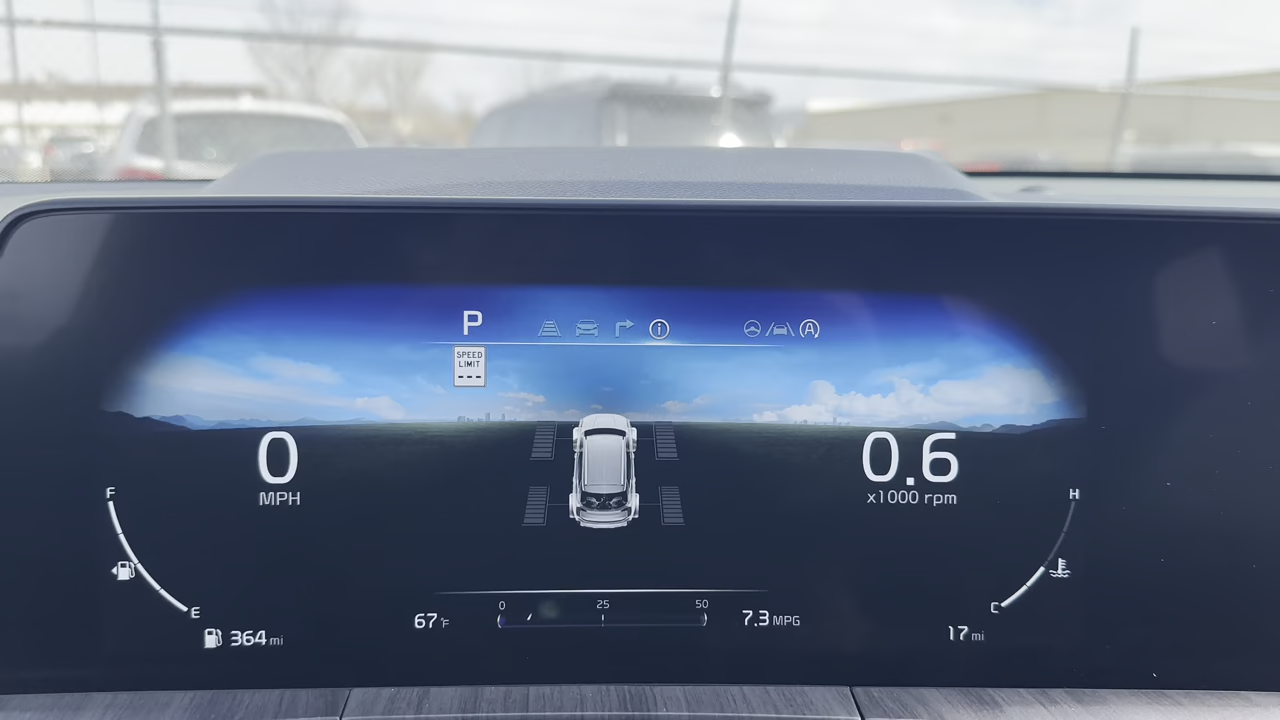 P
SPEED
LIMIT
---
0
MPH
0.6
x1000 rpm
F
E
H
C
364 mi
67°F
0 25 50
7.3 MPG
17 mi
i
A